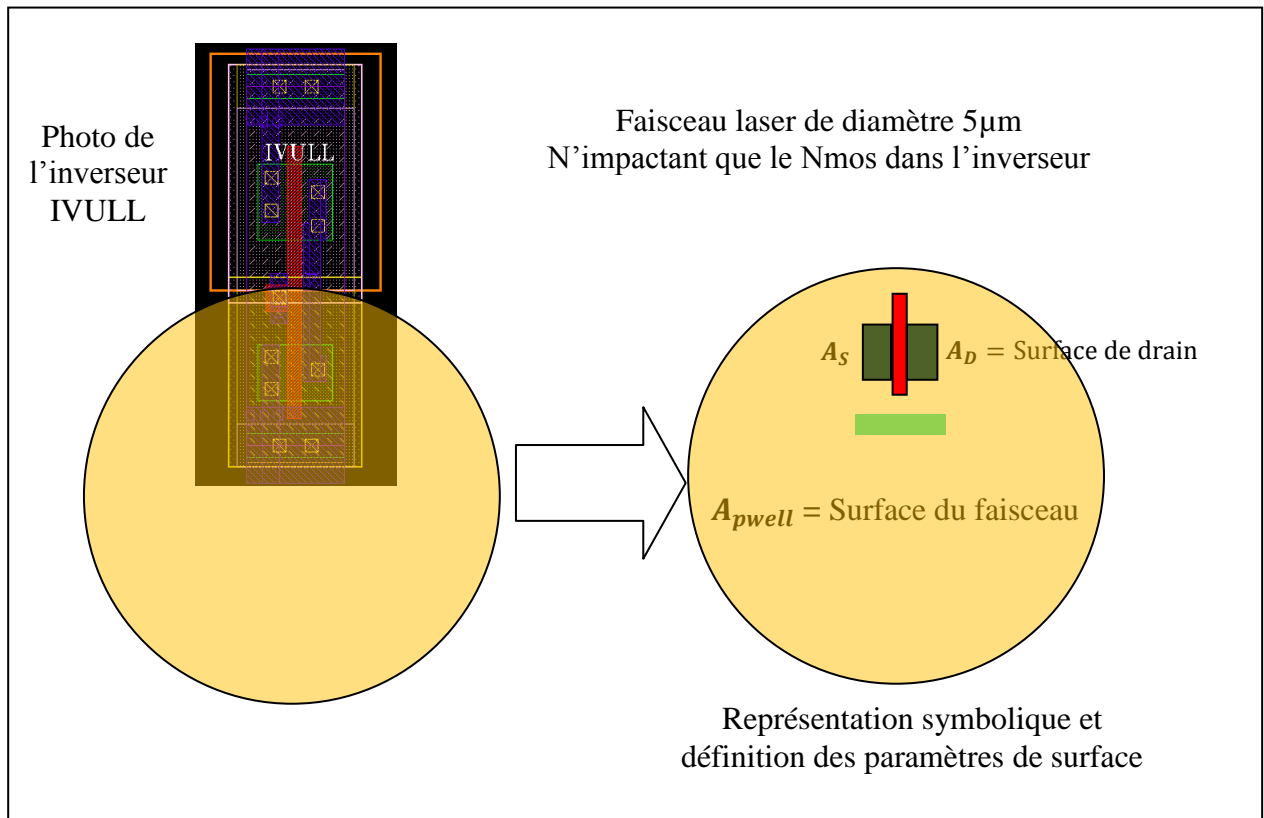 Photo de
l'inverseur
IVULL
IVULL
Faisceau laser de diamètre 5µm
N'impactant que le Nmos dans l'inverseur
A_S
A_D = Surface de drain
A_pwell = Surface du faisceau
Représentation symbolique et
définition des paramètres de surface